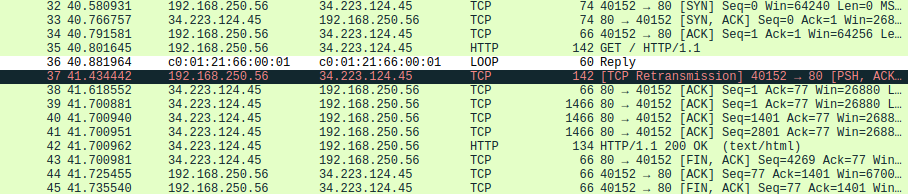 32 40.580931 192.168.250.56 34.223.124.45 TCP 74 40152 → 80 [SYN] Seq=0 Win=64240 Len=0 MS…
33 40.766757 34.223.124.45 192.168.250.56 TCP 74 80 → 40152 [SYN, ACK] Seq=0 Ack=1 Win=268…
34 40.791581 192.168.250.56 34.223.124.45 TCP 66 40152 → 80 [ACK] Seq=1 Ack=1 Win=64256 Le…
35 40.801645 192.168.250.56 34.223.124.45 HTTP 142 GET / HTTP/1.1
36 40.881964 c0:01:21:66:00:01 c0:01:21:66:00:01 LOOP 60 Reply
37 41.434442 192.168.250.56 34.223.124.45 TCP 142 [TCP Retransmission] 40152 → 80 [PSH, ACK…
38 41.618552 34.223.124.45 192.168.250.56 TCP 66 80 → 40152 [ACK] Seq=1 Ack=77 Win=26880 L…
39 41.700881 34.223.124.45 192.168.250.56 TCP 1466 80 → 40152 [ACK] Seq=1 Ack=77 Win=26880 L…
40 41.700940 34.223.124.45 192.168.250.56 TCP 1466 80 → 40152 [ACK] Seq=1401 Ack=77 Win=2688…
41 41.700951 34.223.124.45 192.168.250.56 TCP 1466 80 → 40152 [ACK] Seq=2801 Ack=77 Win=2688…
42 41.700962 34.223.124.45 192.168.250.56 HTTP 134 HTTP/1.1 200 OK (text/html)
43 41.700981 34.223.124.45 192.168.250.56 TCP 66 80 → 40152 [FIN, ACK] Seq=4269 Ack=77 Win…
44 41.725455 192.168.250.56 34.223.124.45 TCP 66 40152 → 80 [ACK] Seq=77 Ack=1401 Win=6700…
45 41.735540 192.168.250.56 34.223.124.45 TCP 66 40152 → 80 [FIN, ACK] Seq=77 Ack=4270 Win…